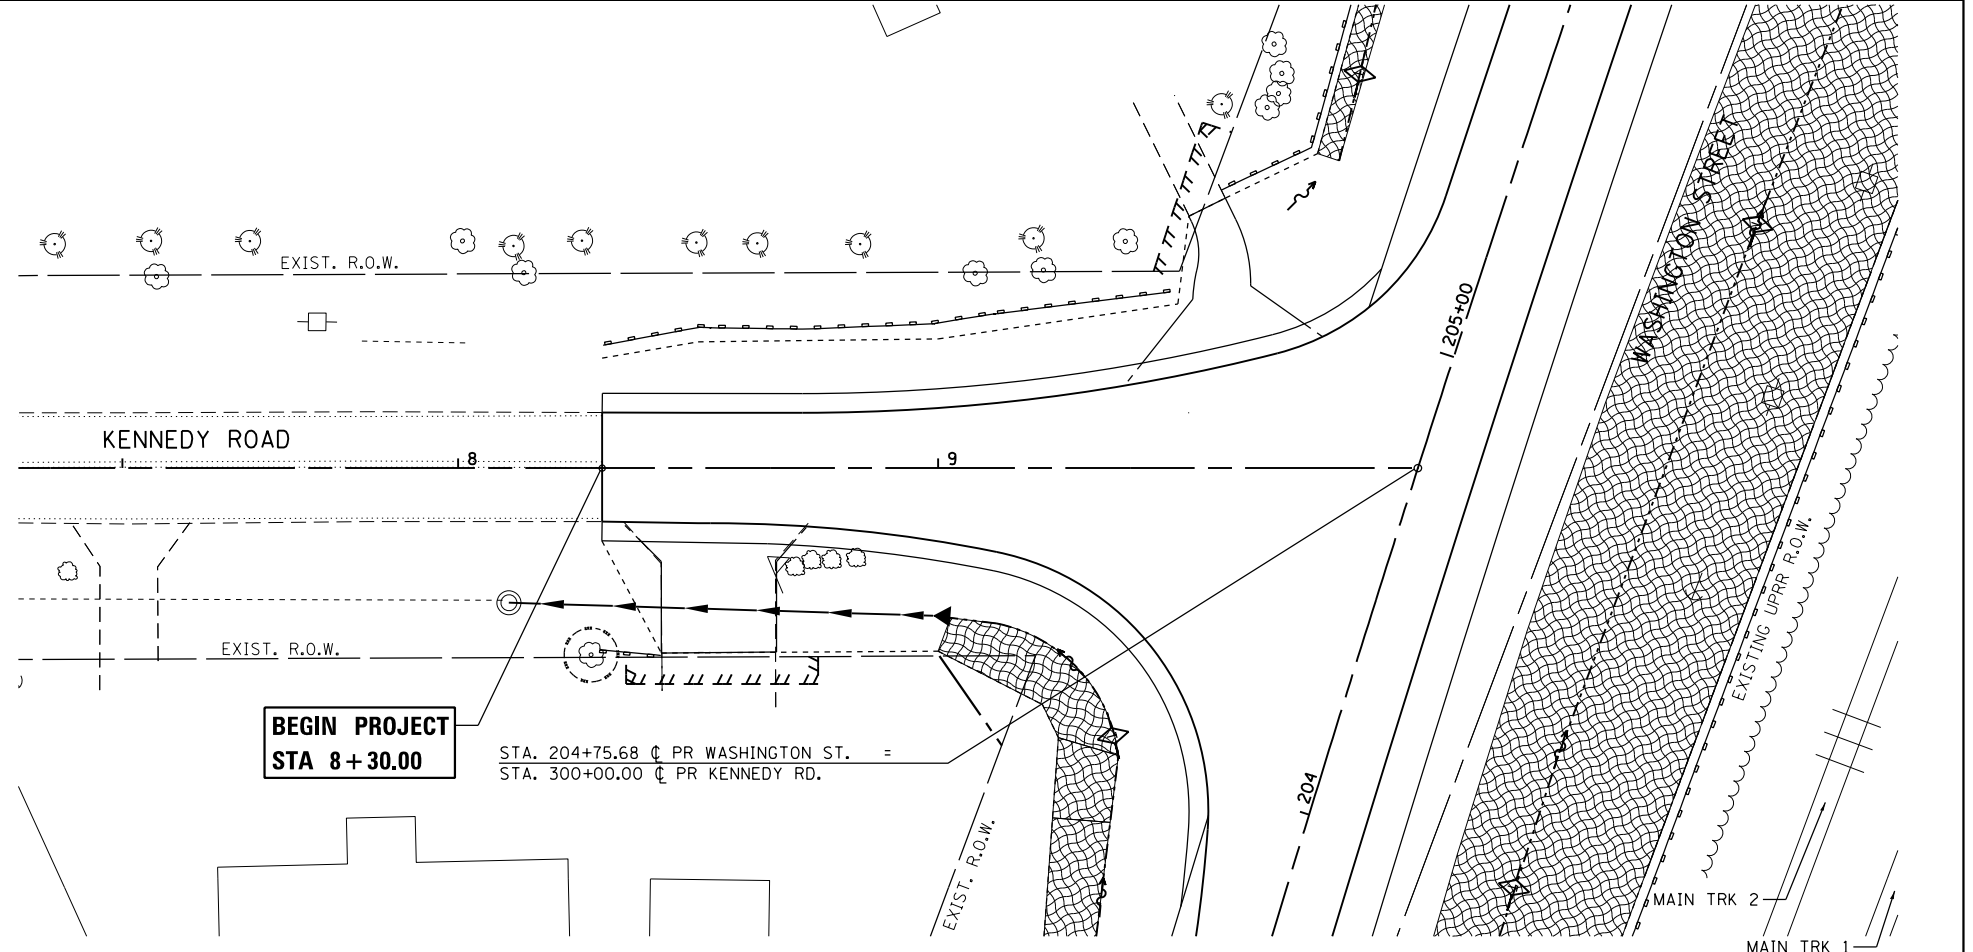 EXIST. R.O.W.
205+00
WASHINGTON STREET
KENNEDY ROAD
8
9
EXIST. R.O.W.
EXISTING UPRR R.O.W.
BEGIN PROJECT
STA 8+30.00
STA. 204+75.68 ℄ PR WASHINGTON ST. =
STA. 300+00.00 ℄ PR KENNEDY RD.
204
EXIST. R.O.W.
MAIN TRK 2
MAIN TRK 1